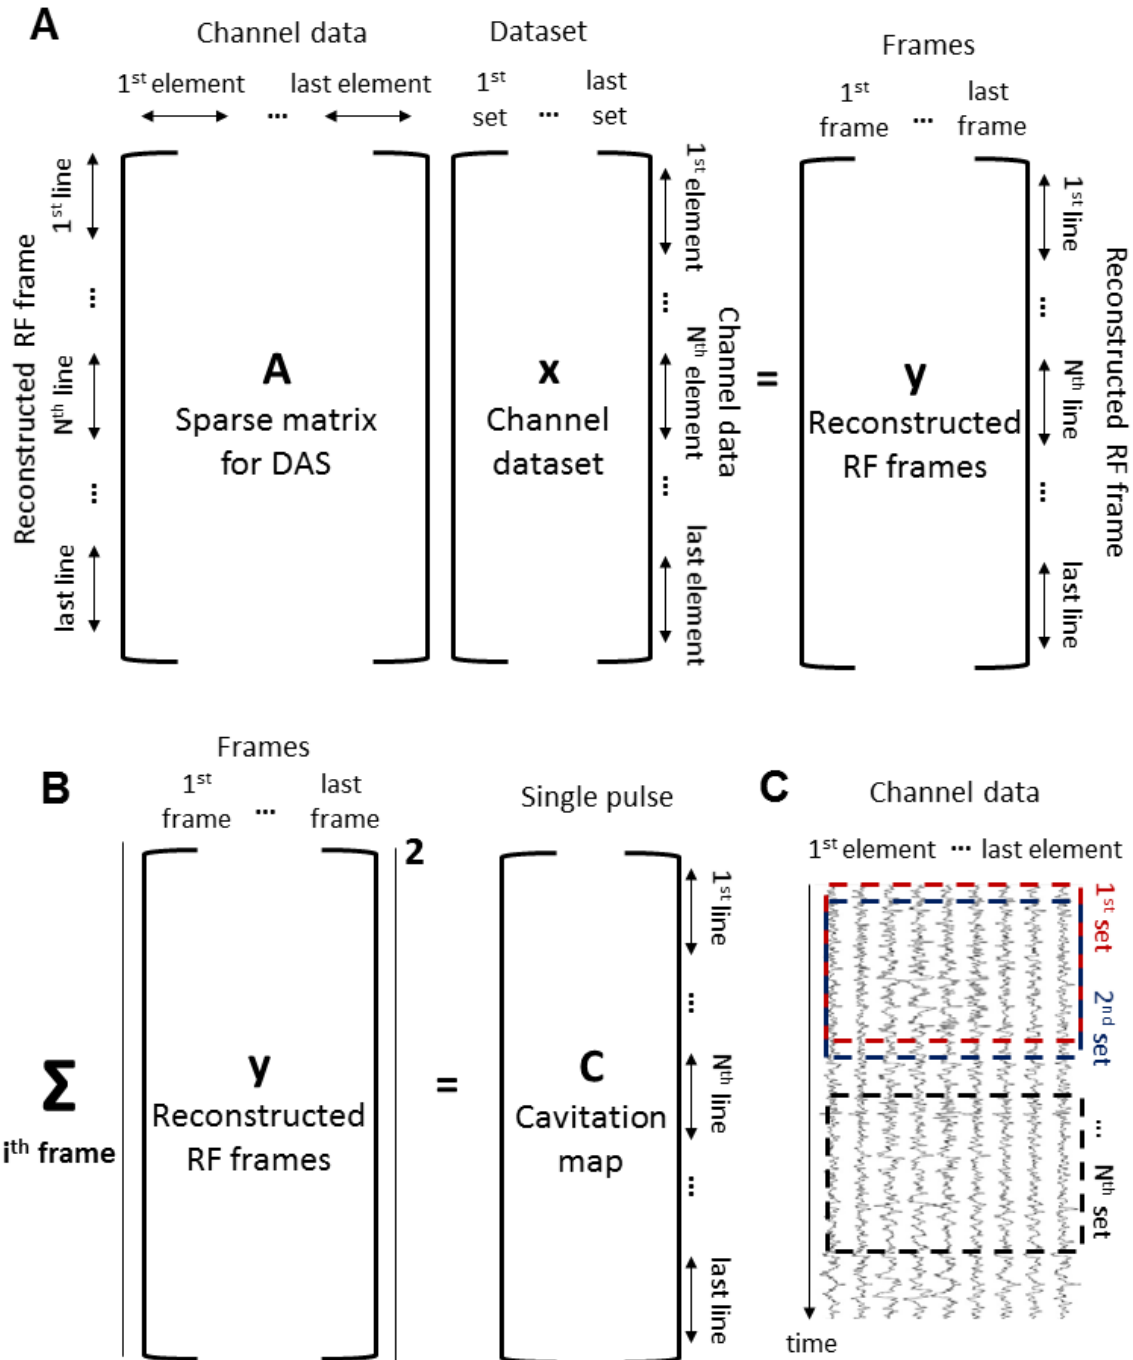 A
Channel data
Dataset
Frames
1st element ... last element
1st set ... last set
1st frame ... last frame
Reconstructed RF frame
1st line
...
Nth line
...
last line
A
Sparse matrix
for DAS
x
Channel
dataset
1st element
...
Nth element
...
last element
Channel data
=
y
Reconstructed
RF frames
1st line
...
Nth line
...
last line
Reconstructed RF frame
B
Frames
1st frame ... last frame
Σ
ith frame
y
Reconstructed
RF frames
2
=
Single pulse
C
Cavitation
map
1st line
...
Nth line
...
last line
C
Channel data
1st element ... last element
1st set
2nd set
...
Nth set
time